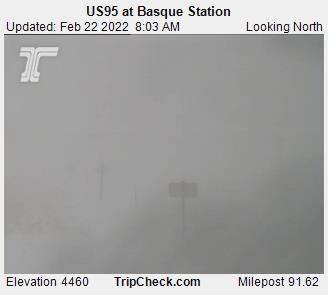 US95 at Basque Station
Updated: Feb 22 2022 8:03 AM Looking North
Elevation 4460 TripCheck.com Milepost 91.62